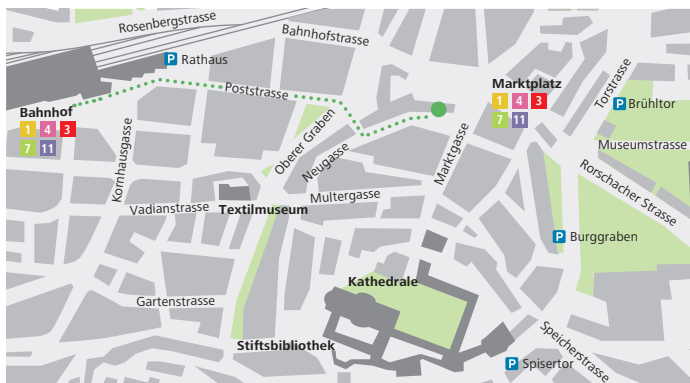 Rosenbergstrasse
Bahnhofstrasse
P Rathaus
Poststrasse
Marktplatz
1 4 3
7 11
Torstrasse
P Brühltor
Bahnhof
1 4 3
7 11
Kornhausgasse
Oberer Graben
Neugasse
Marktgasse
Museumstrasse
Rorschacher Strasse
Multergasse
Vadianstrasse
Textilmuseum
P Burggraben
Kathedrale
Gartenstrasse
Stiftsbibliothek
Speicherstrasse
P Spisertor